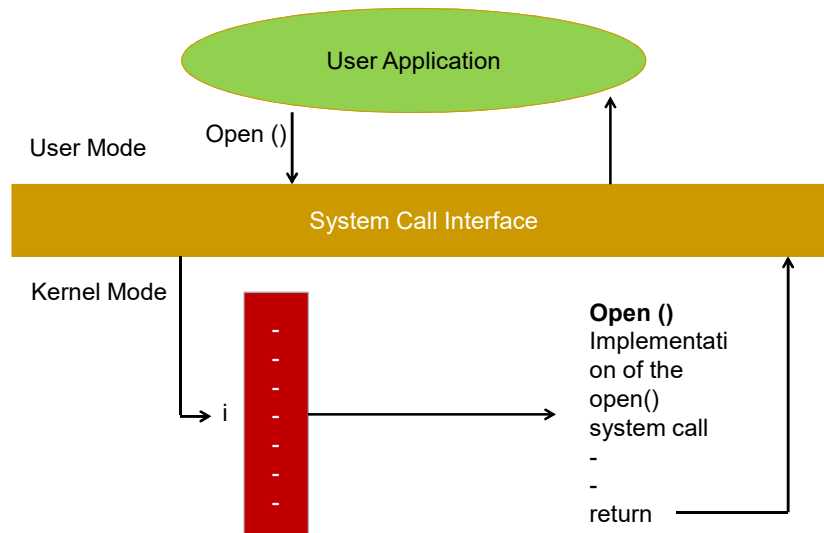 User Application
Open ()
User Mode
System Call Interface
Kernel Mode
i
-
-
-
-
-
-
-
Open ()
Implementati
on of the
open()
system call
-
-
return